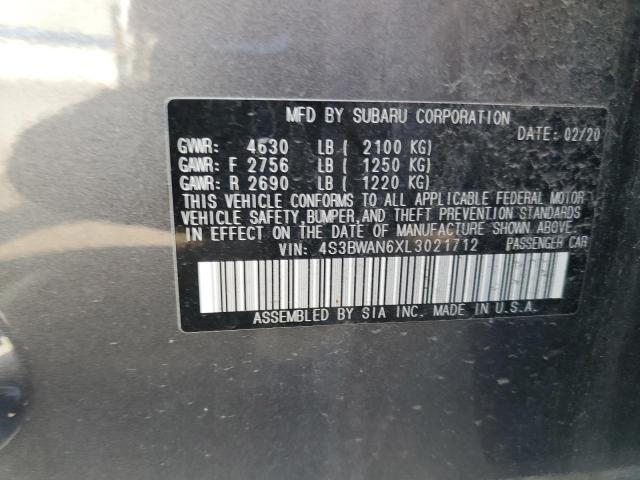 MFD BY SUBARU CORPORATION
DATE: 02/20
GVWR: 4630 LB ( 2100 KG)
GAWR: F 2756 LB ( 1250 KG)
GAWR: R 2690 LB ( 1220 KG)
THIS VEHICLE CONFORMS TO ALL APPLICABLE FEDERAL MOTOR
VEHICLE SAFETY, BUMPER, AND THEFT PREVENTION STANDARDS
IN EFFECT ON THE DATE OF MANUFACTURE SHOWN ABOVE.
VIN: 4S3BWAN6XL3021712 PASSENGER CAR
ASSEMBLED BY SIA INC. MADE IN U.S.A.